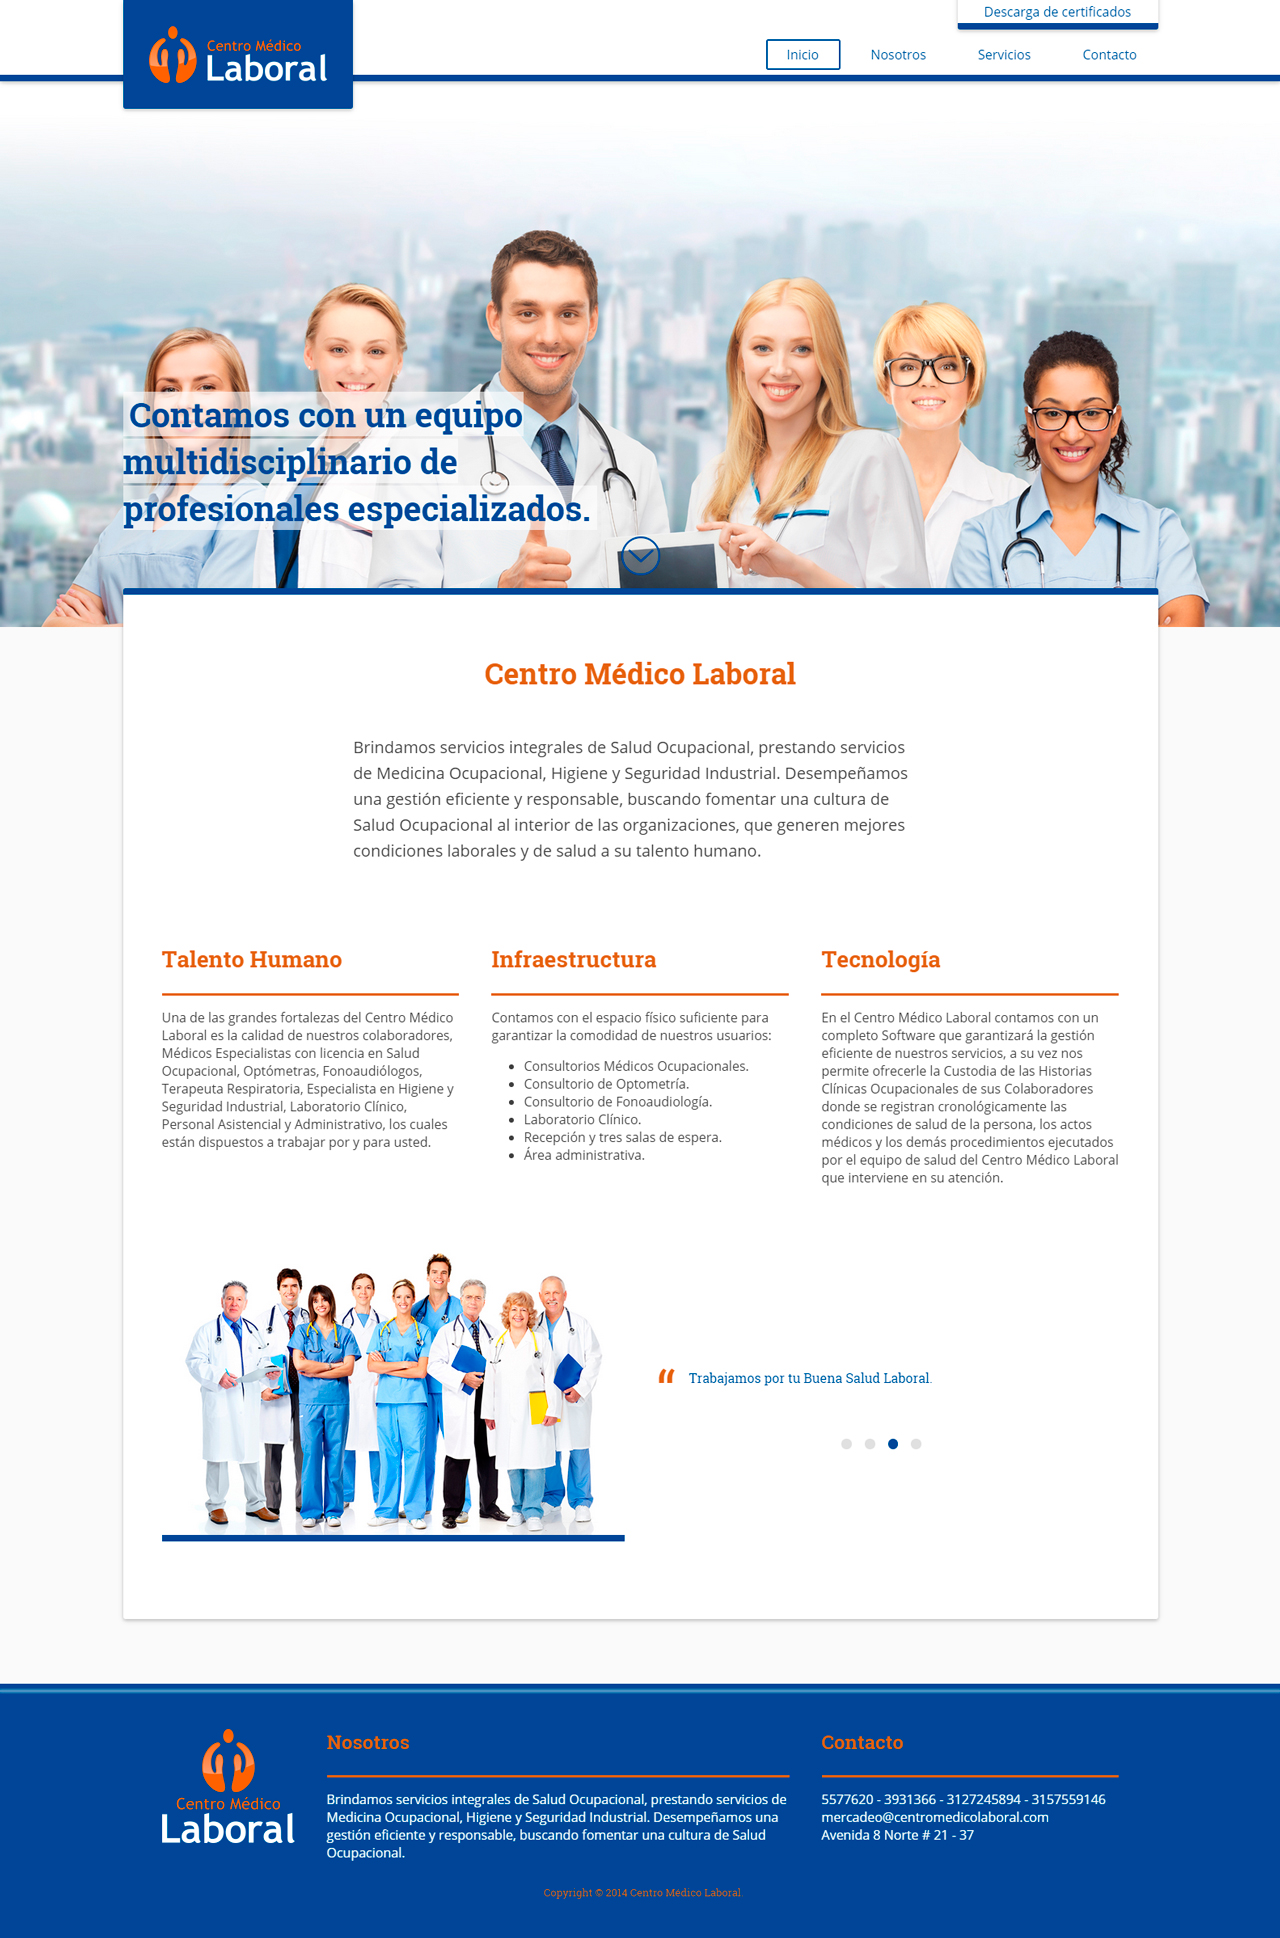 Descarga de certificados
Centro Médico
Laboral
Inicio
Nosotros
Servicios
Contacto
Contamos con un equipo
multidisciplinario de
profesionales especializados.
Centro Médico Laboral
Brindamos servicios integrales de Salud Ocupacional, prestando servicios
de Medicina Ocupacional, Higiene y Seguridad Industrial. Desempeñamos
una gestión eficiente y responsable, buscando fomentar una cultura de
Salud Ocupacional al interior de las organizaciones, que generen mejores
condiciones laborales y de salud a su talento humano.
Talento Humano
Una de las grandes fortalezas del Centro Médico
Laboral es la calidad de nuestros colaboradores,
Médicos Especialistas con licencia en Salud
Ocupacional, Optómetras, Fonoaudiólogos,
Terapeuta Respiratoria, Especialista en Higiene y
Seguridad Industrial, Laboratorio Clínico,
Personal Asistencial y Administrativo, los cuales
están dispuestos a trabajar por y para usted.
Infraestructura
Contamos con el espacio físico suficiente para
garantizar la comodidad de nuestros usuarios:
• Consultorios Médicos Ocupacionales.
• Consultorio de Optometría.
• Consultorio de Fonoaudiología.
• Laboratorio Clínico.
• Recepción y tres salas de espera.
• Área administrativa.
Tecnología
En el Centro Médico Laboral contamos con un
completo Software que garantizará la gestión
eficiente de nuestros servicios, a su vez nos
permite ofrecerle la Custodia de las Historias
Clínicas Ocupacionales de sus Colaboradores
donde se registran cronológicamente las
condiciones de salud de la persona, los actos
médicos y los demás procedimientos ejecutados
por el equipo de salud del Centro Médico Laboral
que interviene en su atención.
“ Trabajamos por tu Buena Salud Laboral.
Centro Médico
Laboral
Nosotros
Brindamos servicios integrales de Salud Ocupacional, prestando servicios de
Medicina Ocupacional, Higiene y Seguridad Industrial. Desempeñamos una
gestión eficiente y responsable, buscando fomentar una cultura de Salud
Ocupacional.
Contacto
5577620 - 3931366 - 3127245894 - 3157559146
mercadeo@centromedicolaboral.com
Avenida 8 Norte # 21 - 37
Copyright © 2014 Centro Médico Laboral.